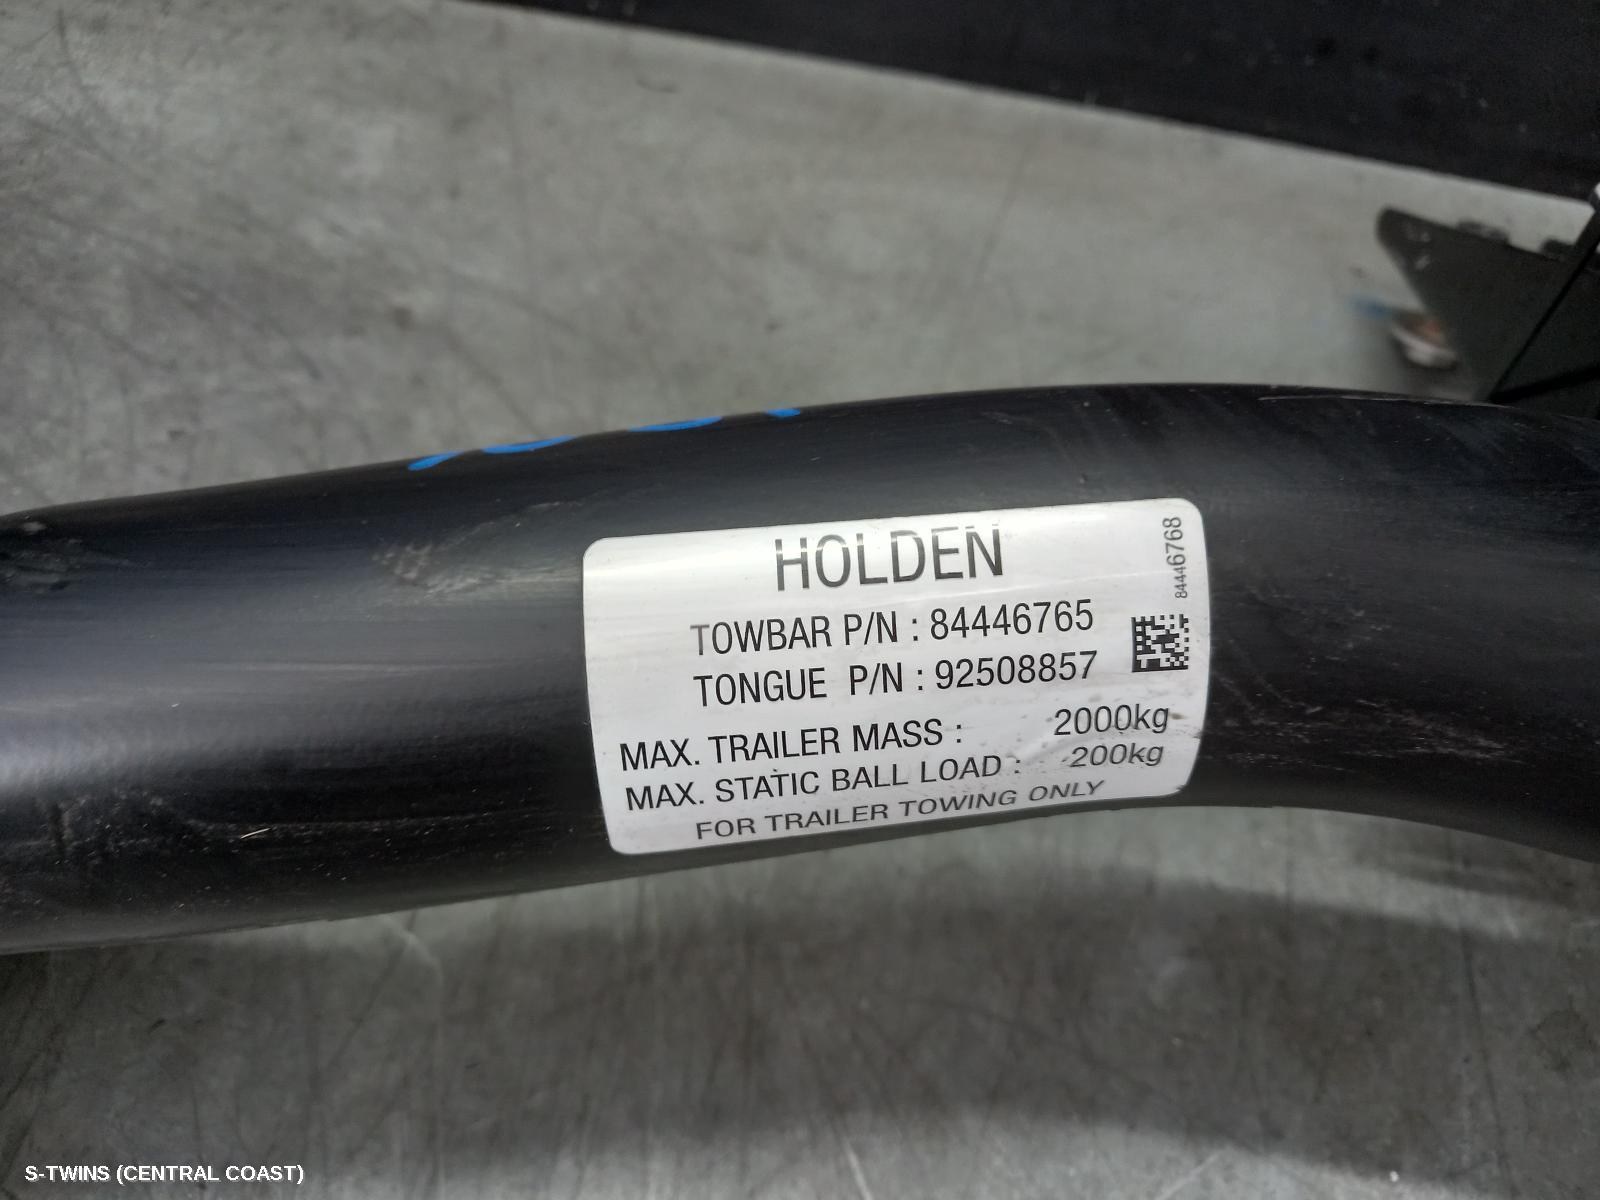 HOLDEN
84446768
TOWBAR P/N : 84446765
TONGUE P/N : 92508857
MAX. TRAILER MASS : 2000kg
MAX. STATIC BALL LOAD : 200kg
FOR TRAILER TOWING ONLY
S-TWINS (CENTRAL COAST)